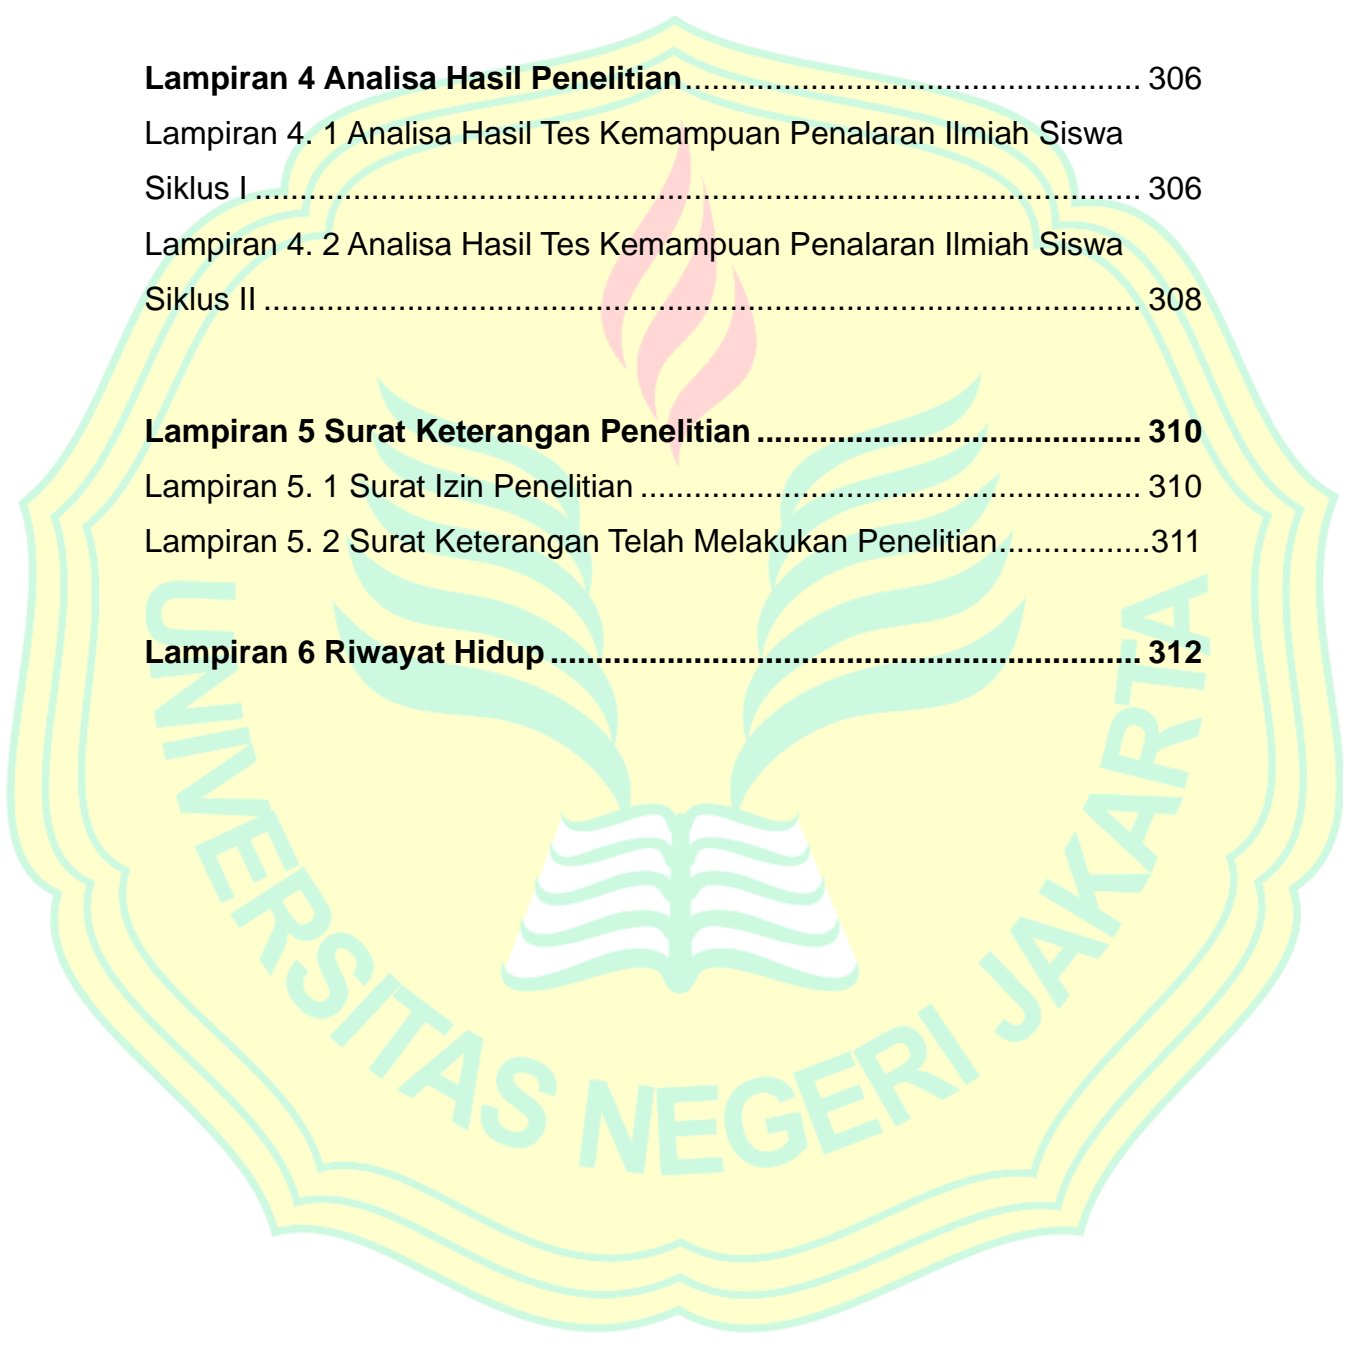 Lampiran 4 Analisa Hasil Penelitian................................................... 306
Lampiran 4. 1 Analisa Hasil Tes Kemampuan Penalaran Ilmiah Siswa
Siklus I ................................................................................................... 306
Lampiran 4. 2 Analisa Hasil Tes Kemampuan Penalaran Ilmiah Siswa
Siklus II .................................................................................................. 308
Lampiran 5 Surat Keterangan Penelitian ........................................... 310
Lampiran 5. 1 Surat Izin Penelitian ........................................................ 310
Lampiran 5. 2 Surat Keterangan Telah Melakukan Penelitian.................311
Lampiran 6 Riwayat Hidup .................................................................. 312
UNIVERSITAS NEGERI JAKARTA